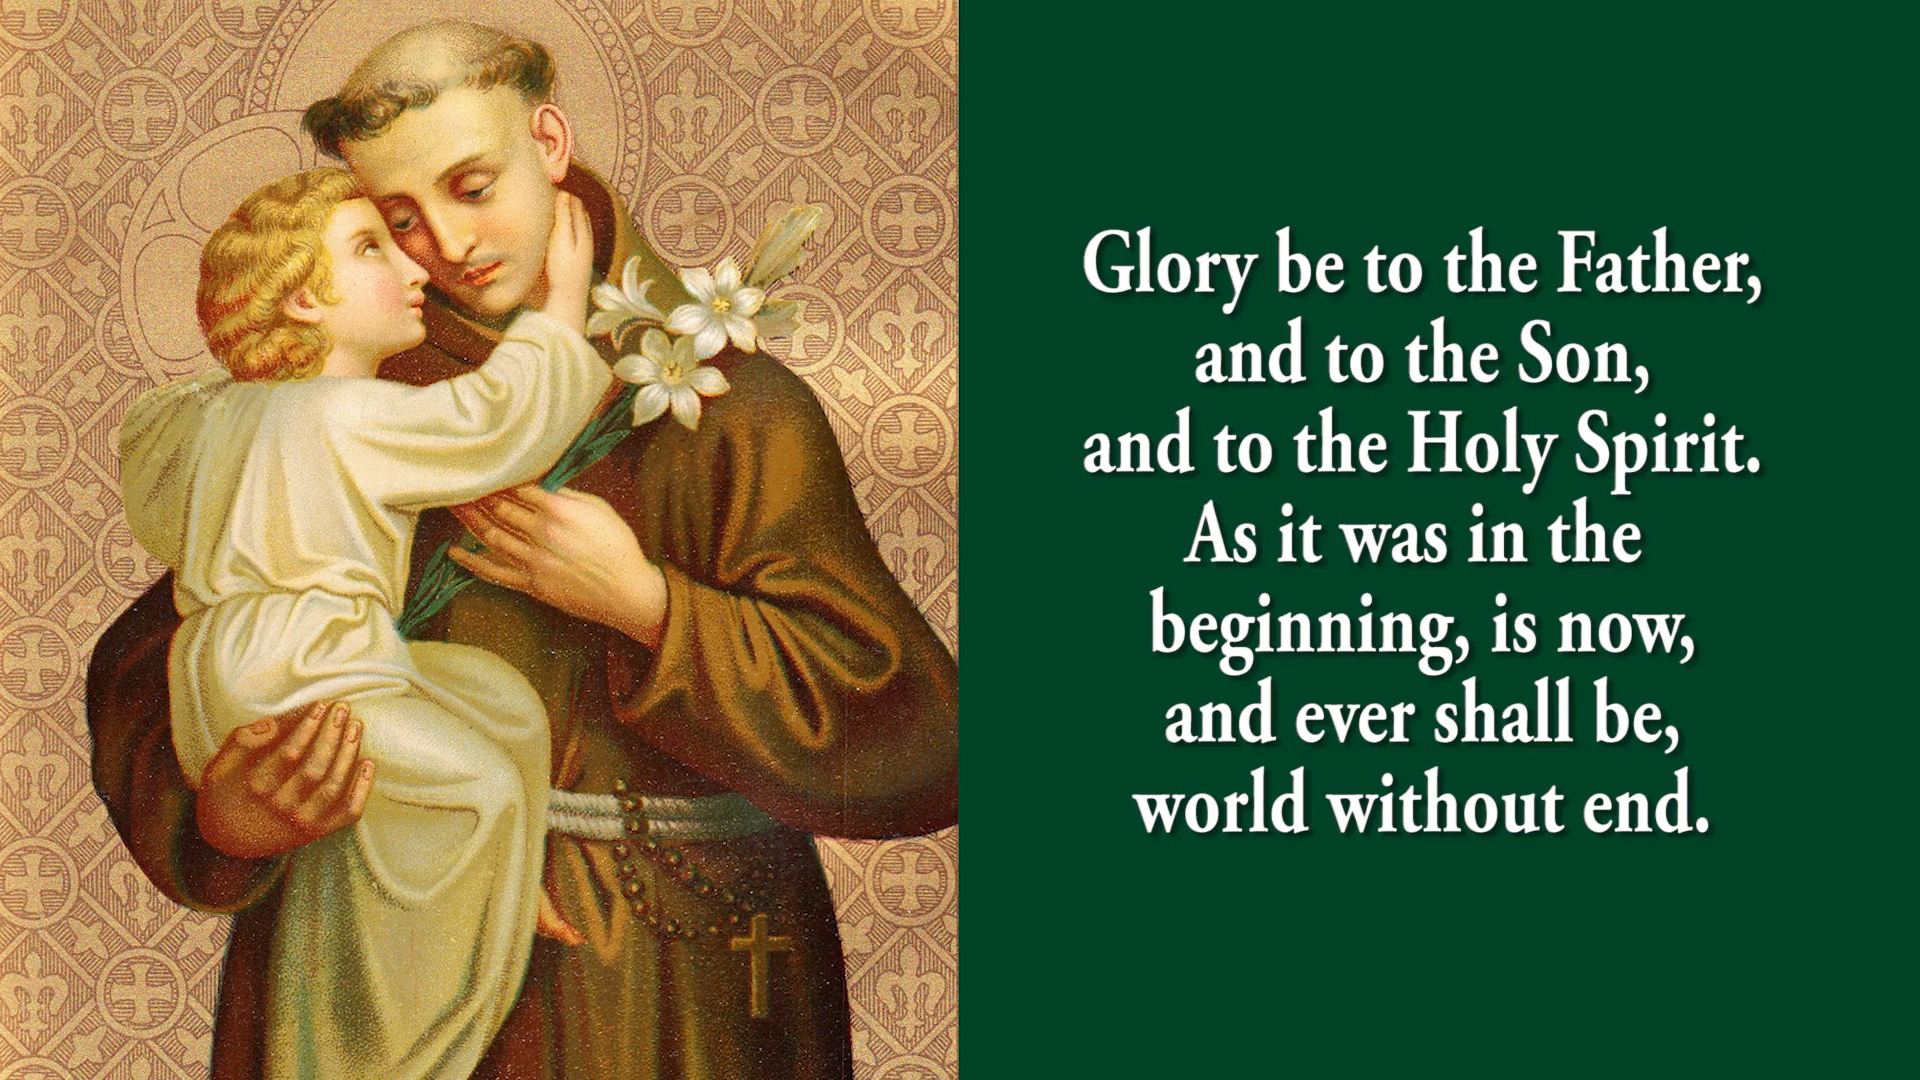 Glory be to the Father,
and to the Son,
and to the Holy Spirit.
As it was in the
beginning, is now,
and ever shall be,
world without end.